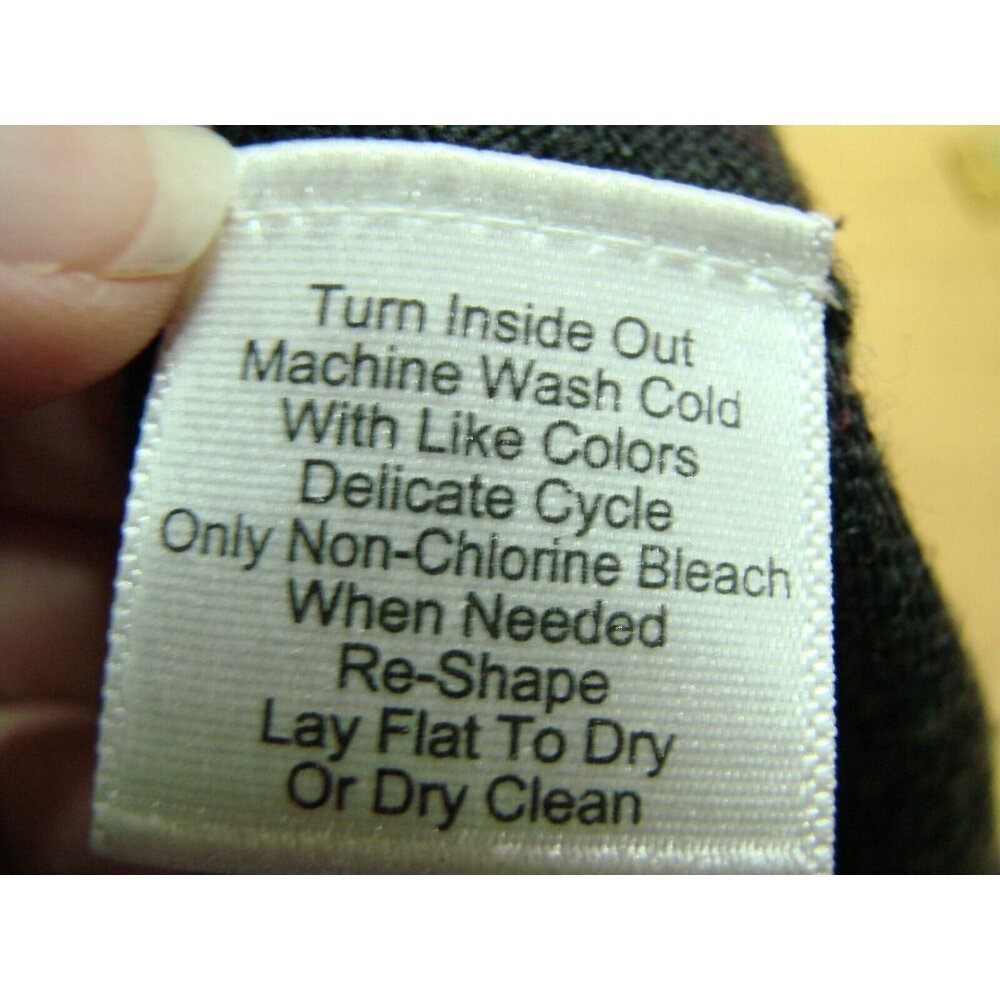 Turn Inside Out
Machine Wash Cold
With Like Colors
Delicate Cycle
Only Non-Chlorine Bleach
When Needed
Re-Shape
Lay Flat To Dry
Or Dry Clean